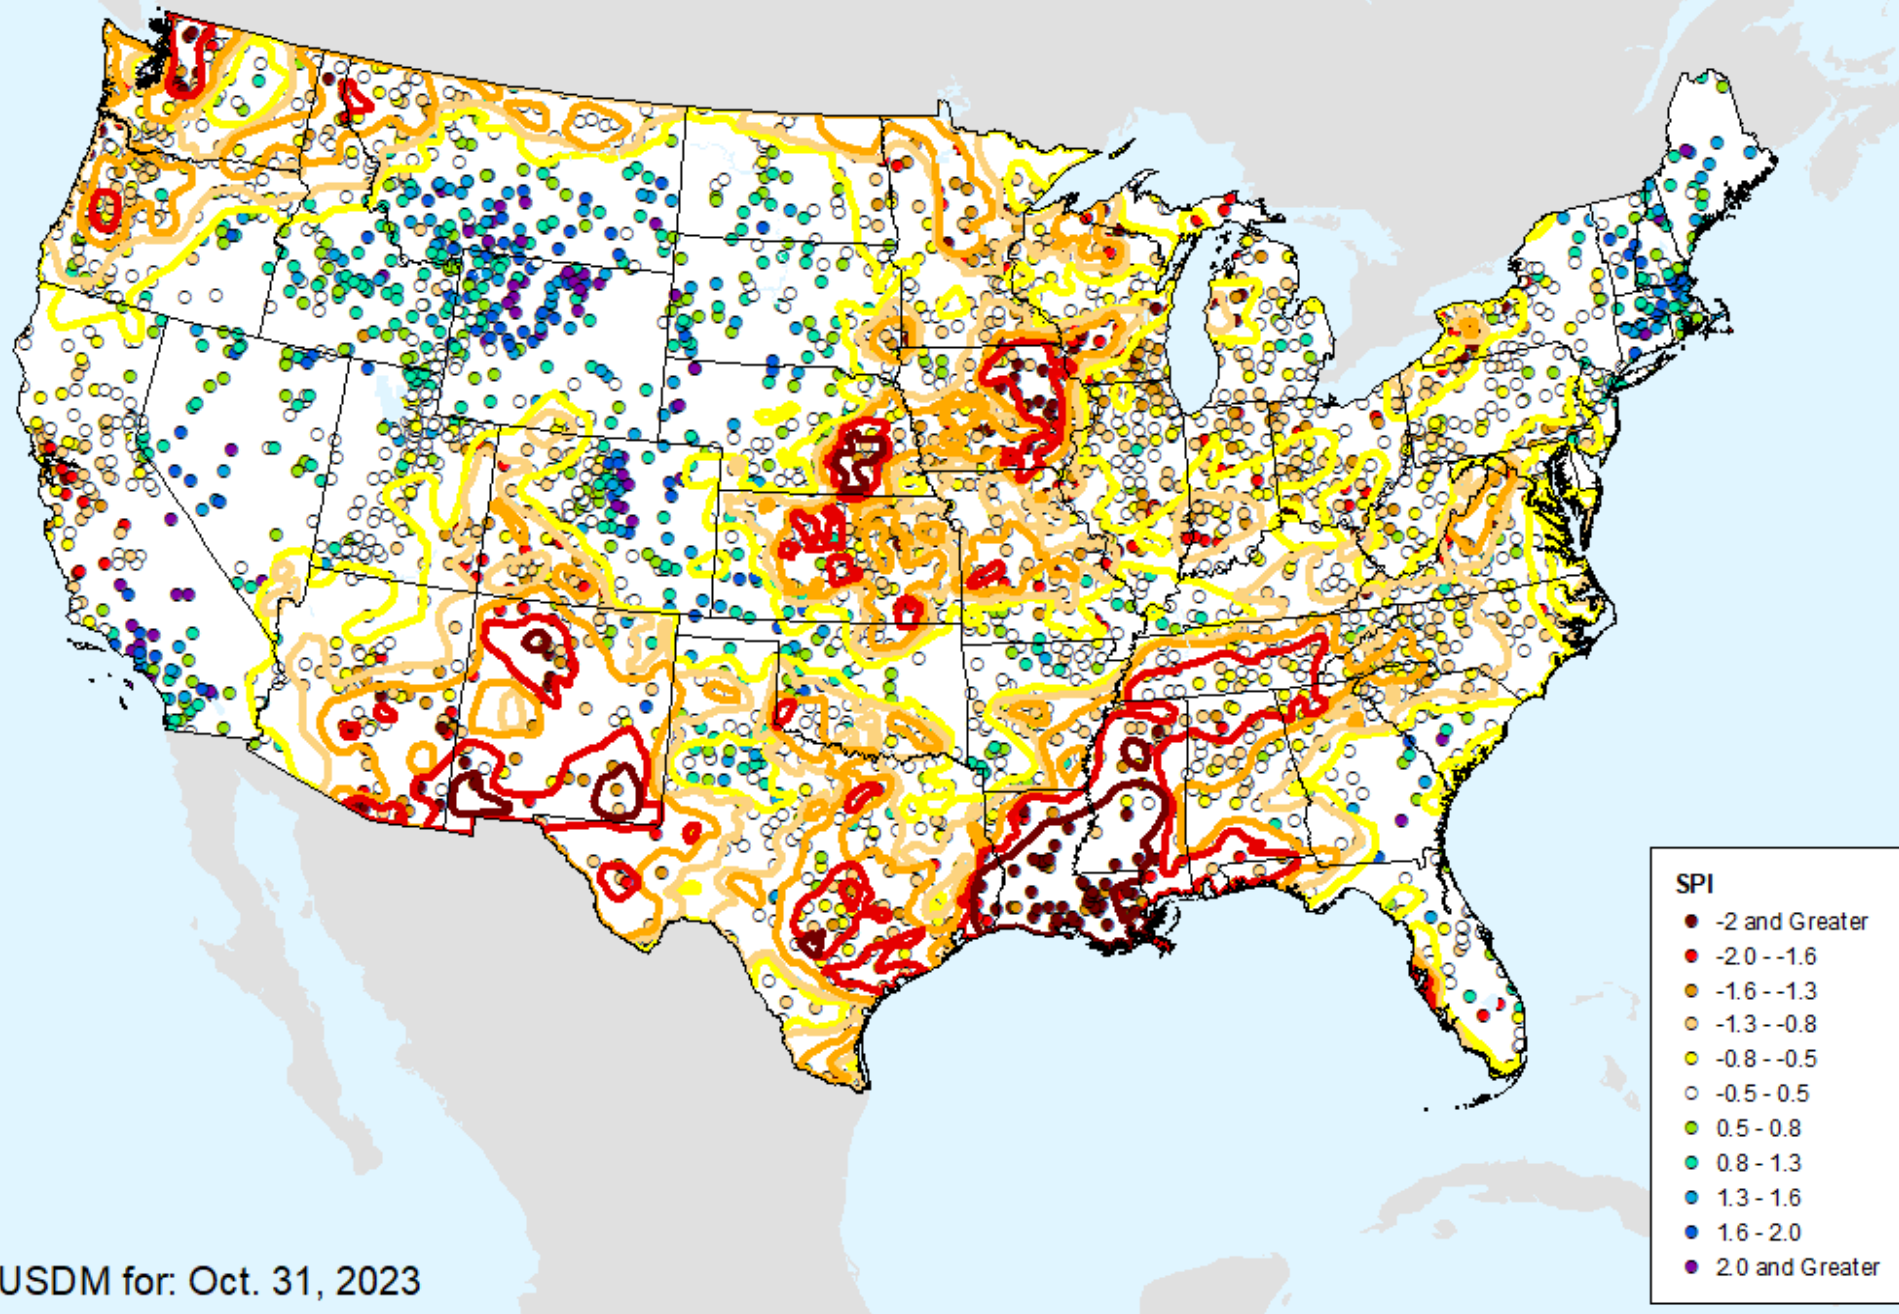 SPI
-2 and Greater
-2.0 - -1.6
-1.6 - -1.3
-1.3 - -0.8
-0.8 - -0.5
-0.5 - 0.5
0.5 - 0.8
0.8 - 1.3
1.3 - 1.6
1.6 - 2.0
2.0 and Greater
USDM for: Oct. 31, 2023